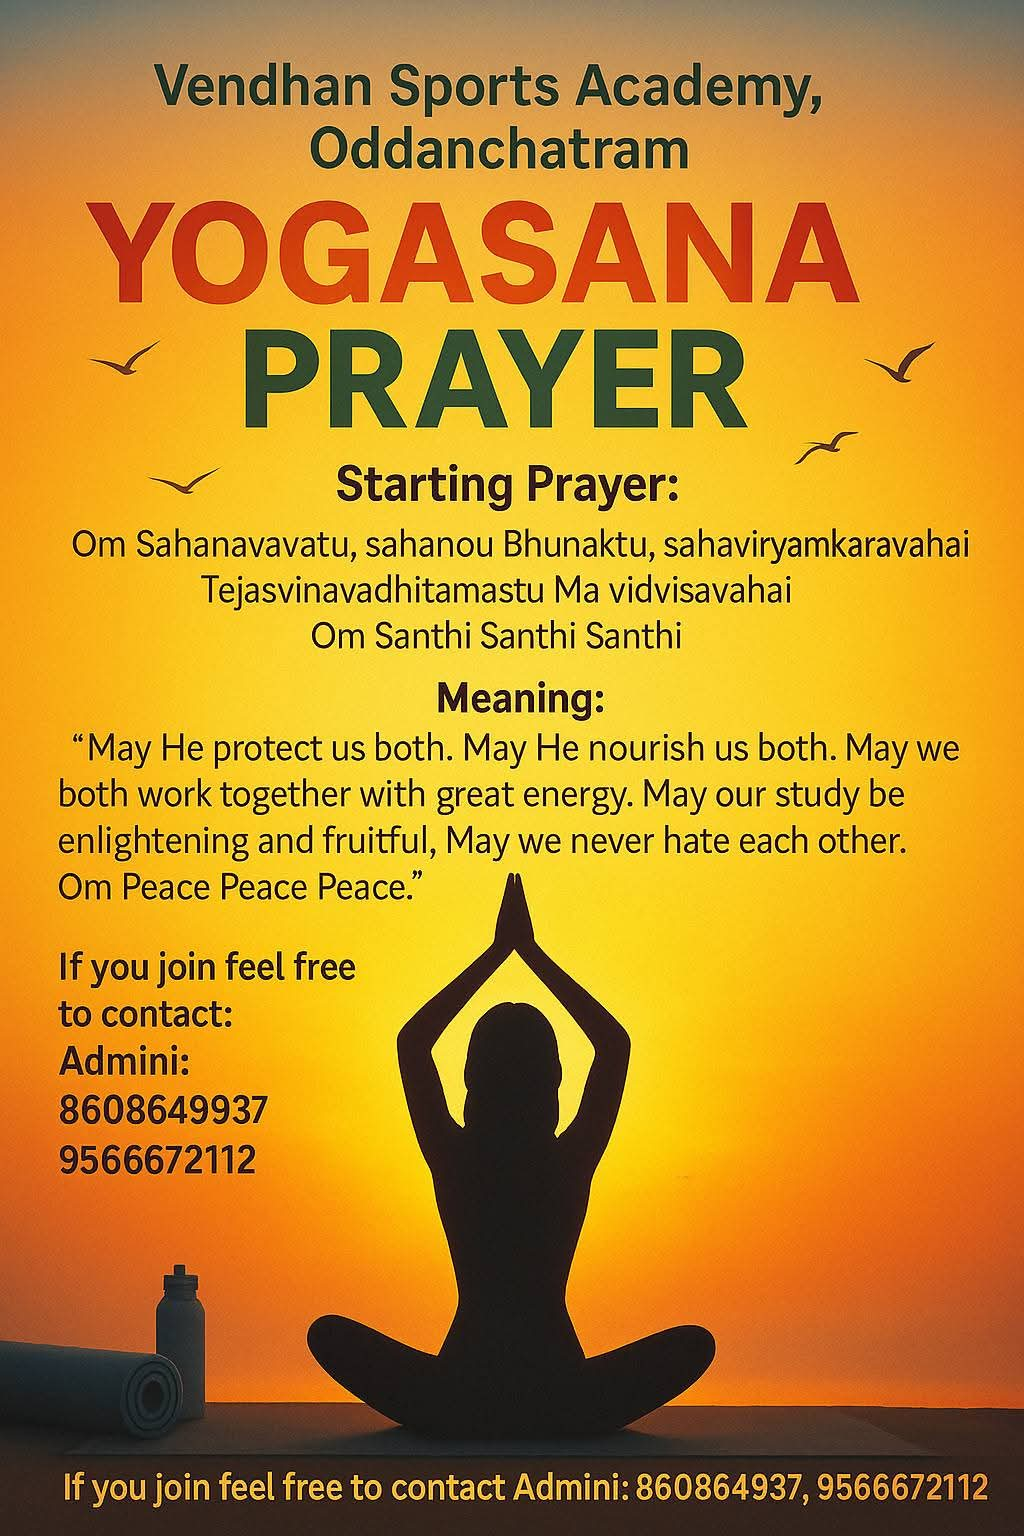 Vendhan Sports Academy,
Oddanchatram
YOGASANA
PRAYER
Starting Prayer:
Om Sahanavavatu, sahanou Bhunaktu, sahaviryamkaravahai
Tejasvinavadhitamastu Ma vidvisavahai
Om Santhi Santhi Santhi
Meaning:
“May He protect us both. May He nourish us both. May we
both work together with great energy. May our study be
enlightening and fruitful, May we never hate each other.
Om Peace Peace Peace.”
If you join feel free
to contact:
Admini:
8608649937
9566672112
If you join feel free to contact Admini: 860864937, 9566672112